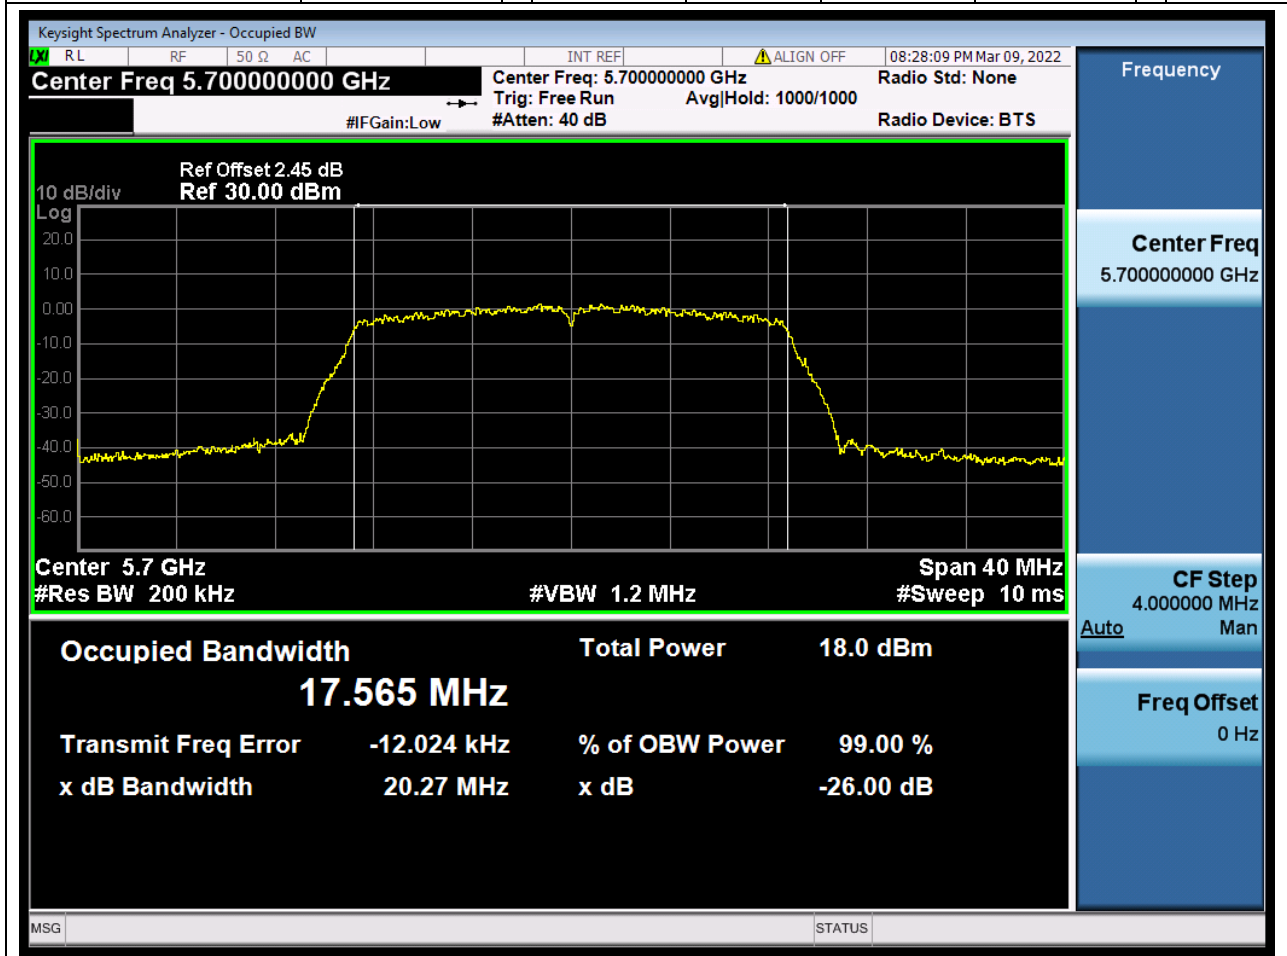 Keysight Spectrum Analyzer - Occupied BW
LXI RL RF 50 Ω AC INT REF ALIGN OFF 08:28:09 PM Mar 09, 2022
Center Freq 5.700000000 GHz
#IFGain:Low
Center Freq: 5.700000000 GHz
Trig: Free Run Avg|Hold: 1000/1000
#Atten: 40 dB
Radio Std: None
Radio Device: BTS
Ref Offset 2.45 dB
10 dB/div Ref 30.00 dBm
Log
20.0
10.0
0.00
-10.0
-20.0
-30.0
-40.0
-50.0
-60.0
Center 5.7 GHz Span 40 MHz
#Res BW 200 kHz #VBW 1.2 MHz #Sweep 10 ms
Occupied Bandwidth Total Power 18.0 dBm
17.565 MHz
Transmit Freq Error -12.024 kHz % of OBW Power 99.00 %
x dB Bandwidth 20.27 MHz x dB -26.00 dB
MSG STATUS
Frequency
Center Freq
5.700000000 GHz
CF Step
4.000000 MHz
Auto Man
Freq Offset
0 Hz